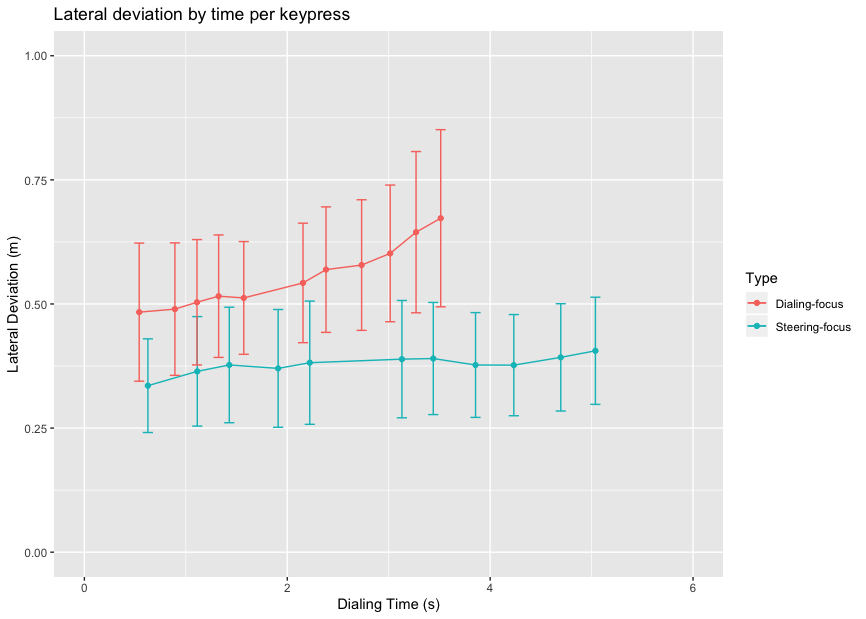 Lateral deviation by time per keypress
1.00
0.75
0.50
0.25
0.00
Lateral Deviation (m)
0 2 4 6
Dialing Time (s)
Type
Dialing-focus
Steering-focus